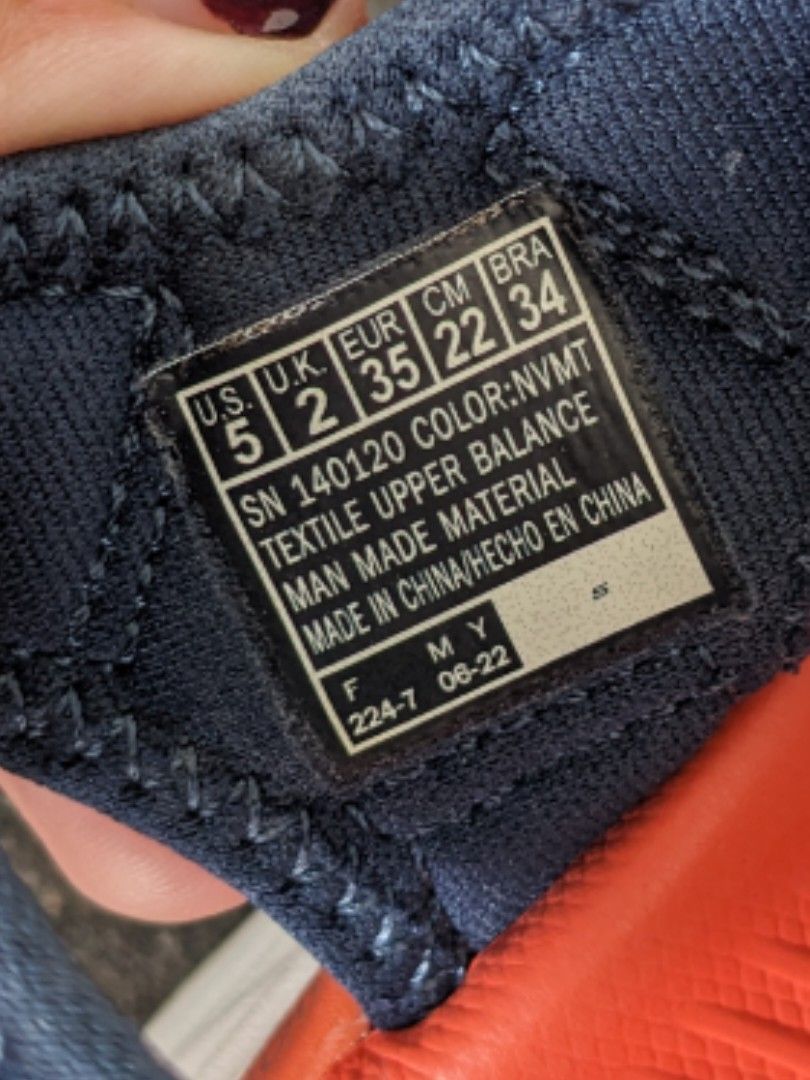 U.S. U.K. EUR CM BRA
5 2 35 22 34
SN 140120 COLOR:NVMT
TEXTILE UPPER BALANCE
MAN MADE MATERIAL
MADE IN CHINA/HECHO EN CHINA
F M Y
224-7 06-22